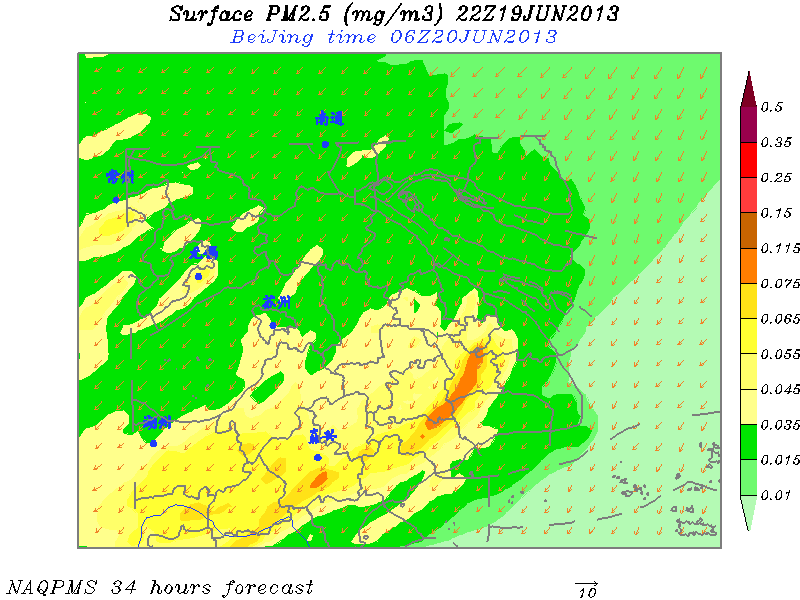 Surface PM2.5 (mg/m3) 22Z19JUN2013
BeiJing time 06Z20JUN2013
南通
常州
无锡
苏州
湖州
嘉兴
0.5
0.35
0.25
0.15
0.115
0.075
0.065
0.055
0.045
0.035
0.015
0.01
NAQPMS 34 hours forecast
10